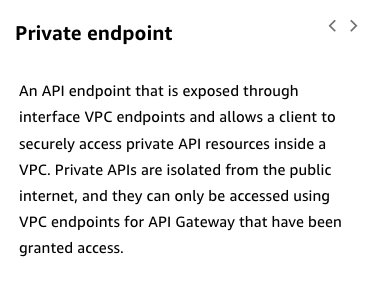 Private endpoint
An API endpoint that is exposed through
interface VPC endpoints and allows a client to
securely access private API resources inside a
VPC. Private APIs are isolated from the public
internet, and they can only be accessed using
VPC endpoints for API Gateway that have been
granted access.